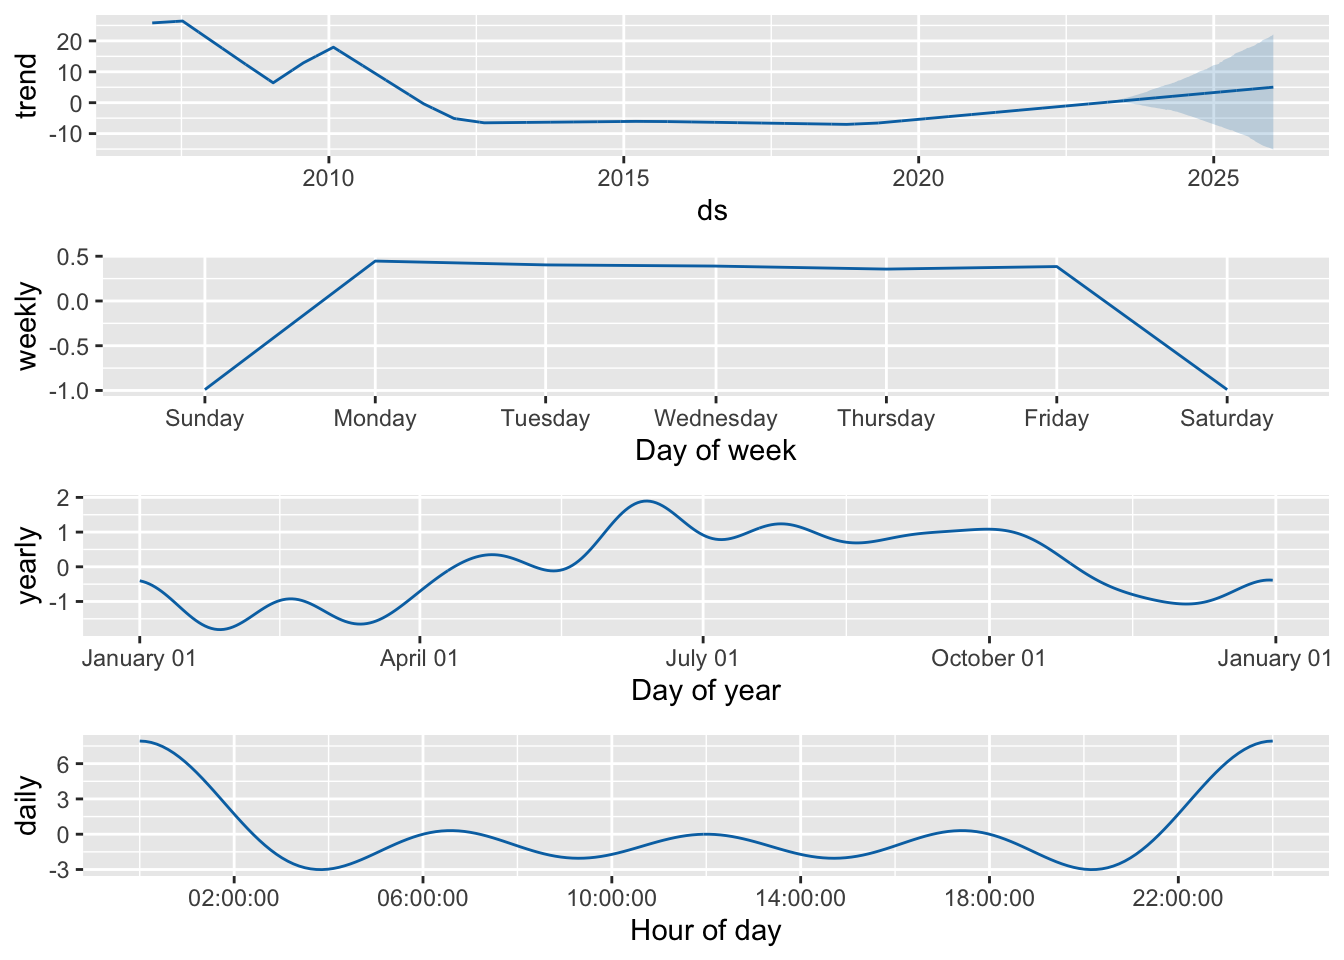 trend
20
10
0
-10
2010 2015 2020 2025
ds
weekly
0.5
0.0
-0.5
-1.0
Sunday Monday Tuesday Wednesday Thursday Friday Saturday
Day of week
yearly
2
1
0
-1
January 01 April 01 July 01 October 01 January 01
Day of year
daily
6
3
0
-3
02:00:00 06:00:00 10:00:00 14:00:00 18:00:00 22:00:00
Hour of day